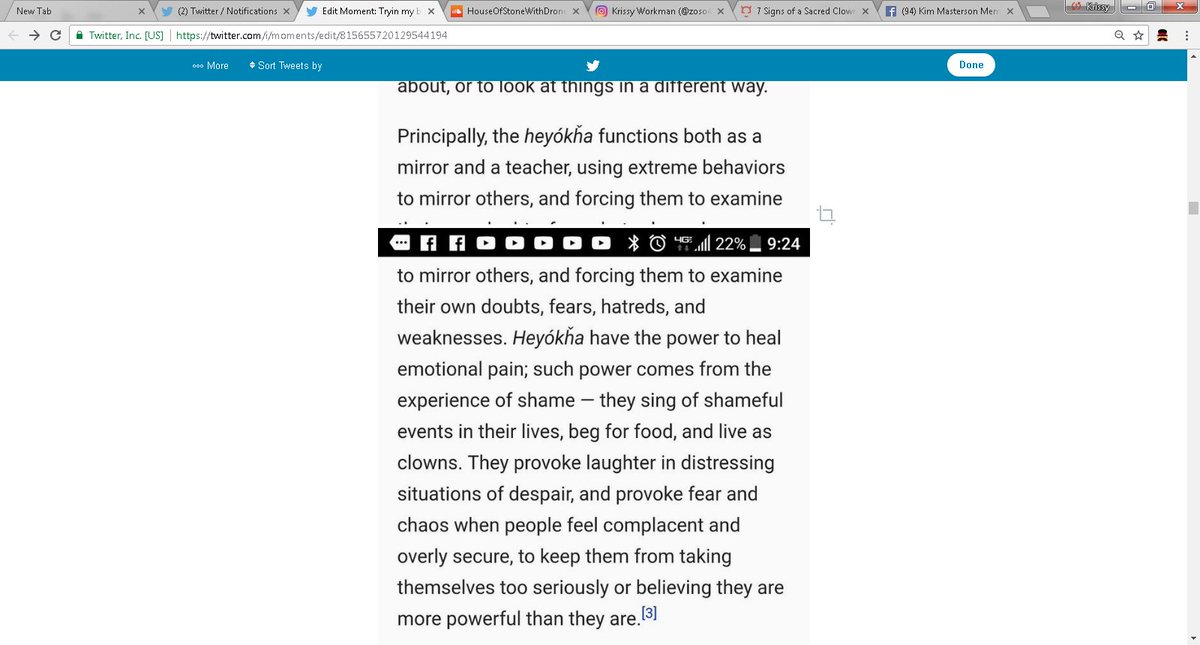 New Tab
(2) Twitter / Notifications
Edit Moment: Tryin my b
HouseOfStoneWithDron
Krissy Workman (@zoso
7 Signs of a Sacred Clow
(94) Kim Masterson Mem
Krissy
Twitter, Inc. [US]
https://twitter.com/i/moments/edit/815655720129544194
More
Sort Tweets by
Done
about, or to look at things in a different way.
Principally, the heyókȟa functions both as a
mirror and a teacher, using extreme behaviors
to mirror others, and forcing them to examine
4G
22%
9:24
to mirror others, and forcing them to examine
their own doubts, fears, hatreds, and
weaknesses. Heyókȟa have the power to heal
emotional pain; such power comes from the
experience of shame — they sing of shameful
events in their lives, beg for food, and live as
clowns. They provoke laughter in distressing
situations of despair, and provoke fear and
chaos when people feel complacent and
overly secure, to keep them from taking
themselves too seriously or believing they are
more powerful than they are.[3]